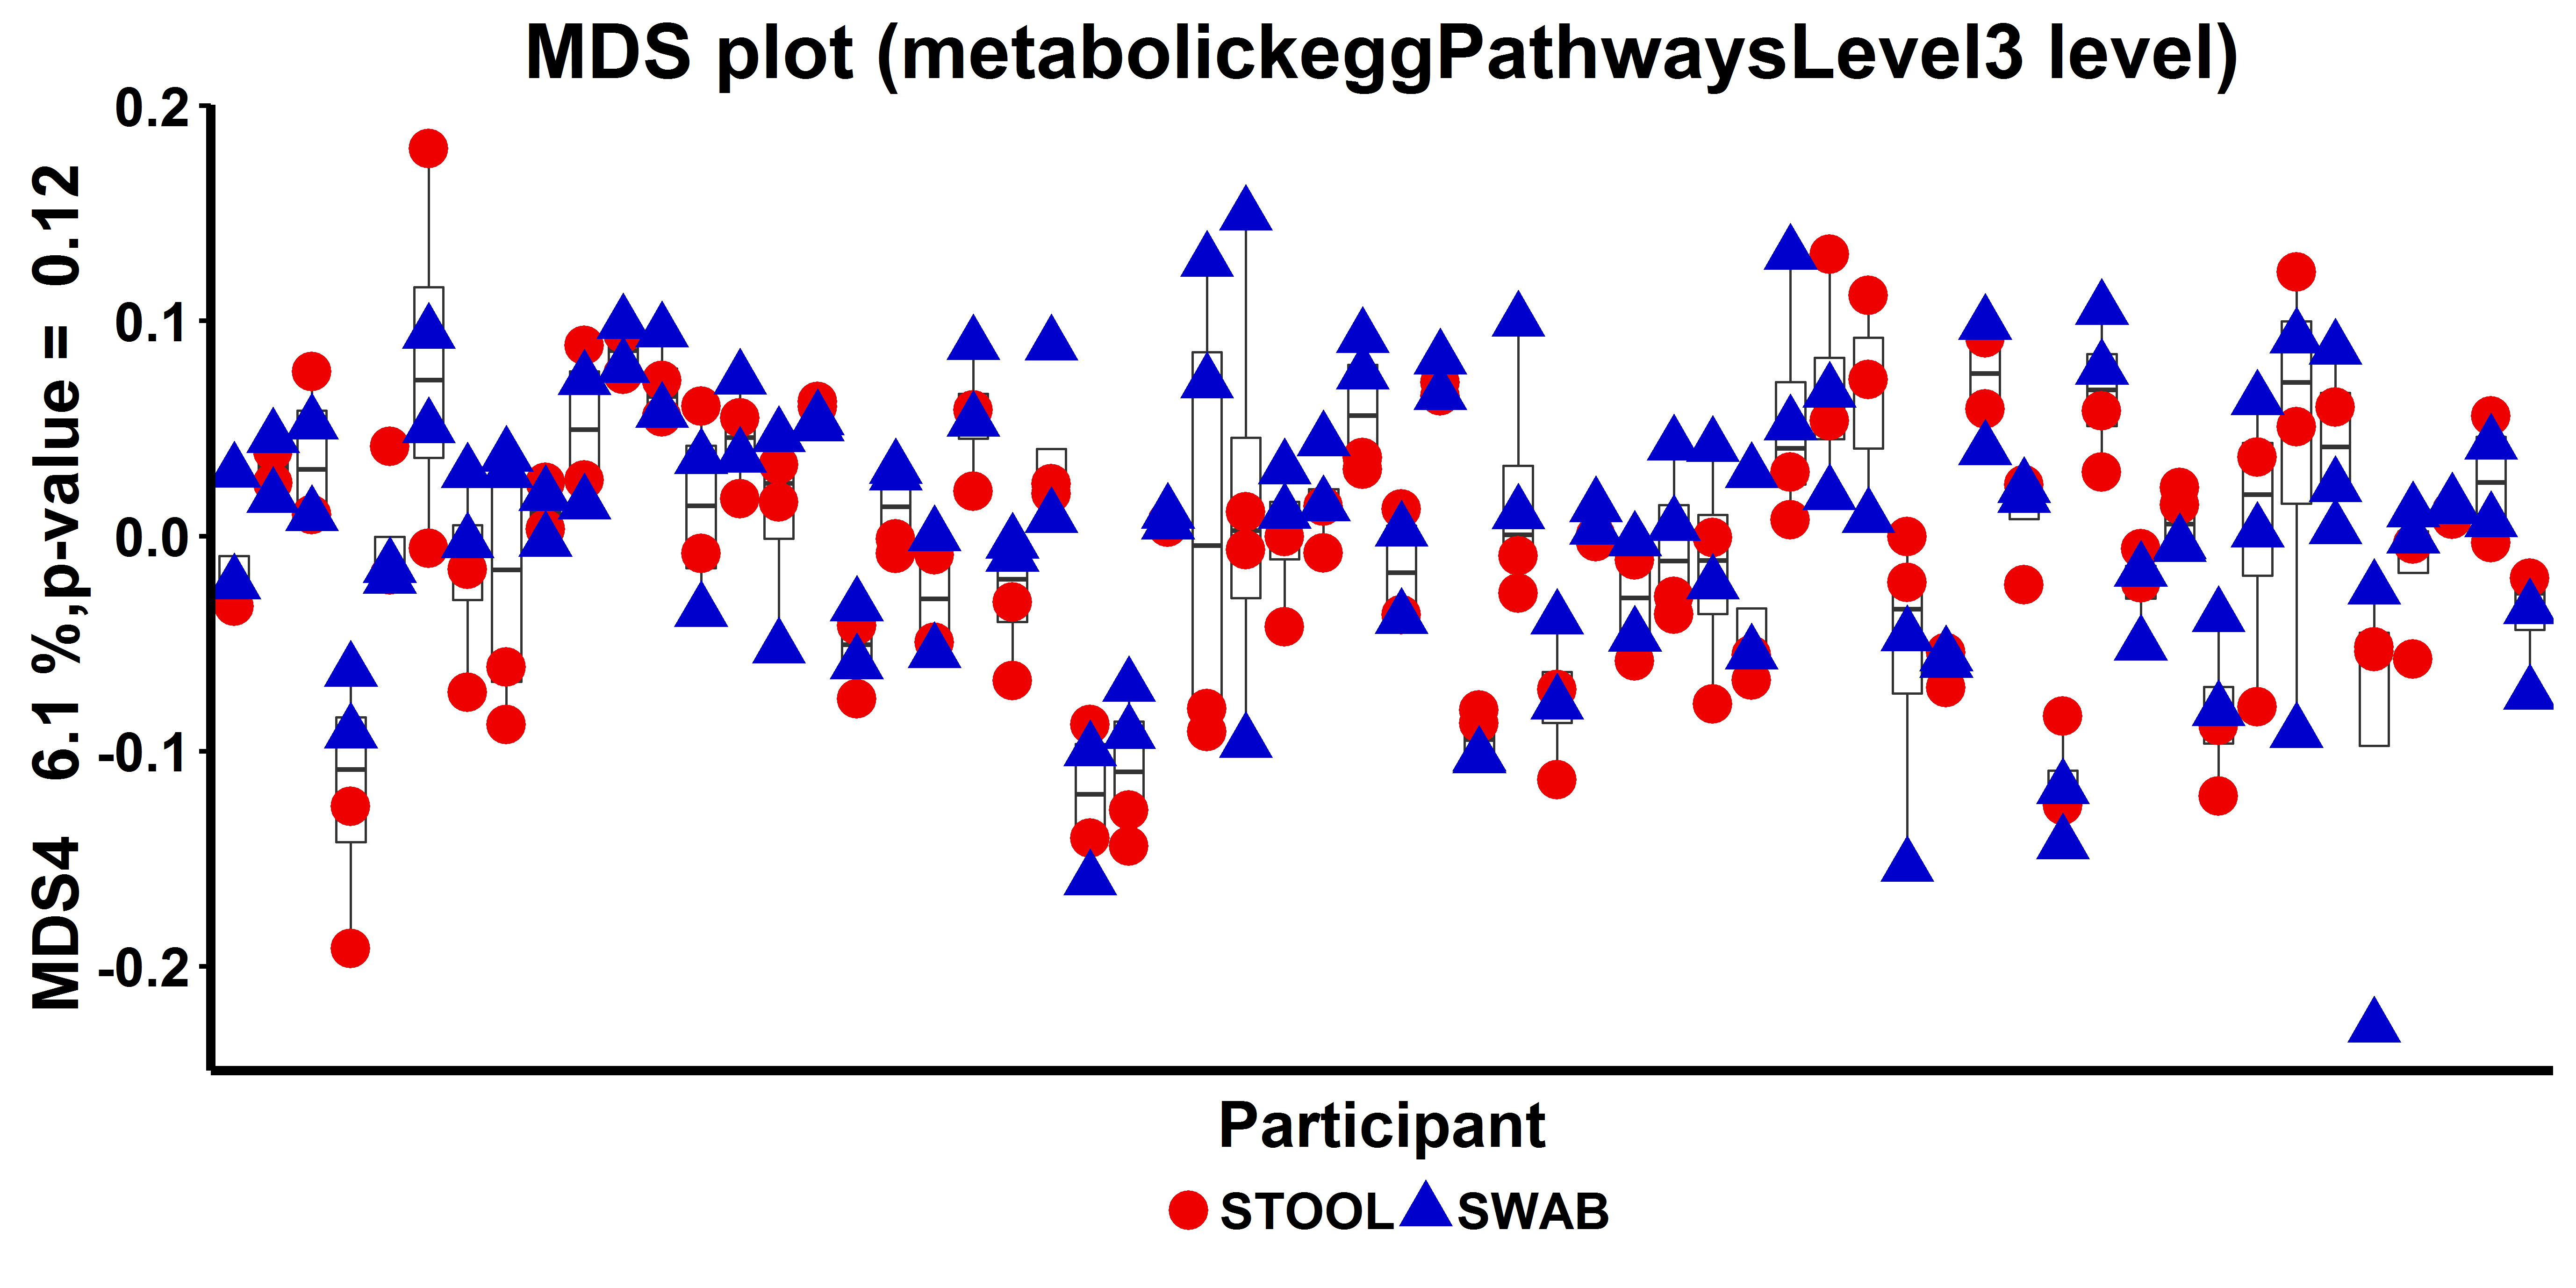 MDS plot (metabolickeggPathwaysLevel3 level)
MDS4 6.1 %,p-value = 0.12
0.2
0.1
0.0
-0.1
-0.2
Participant
STOOL SWAB